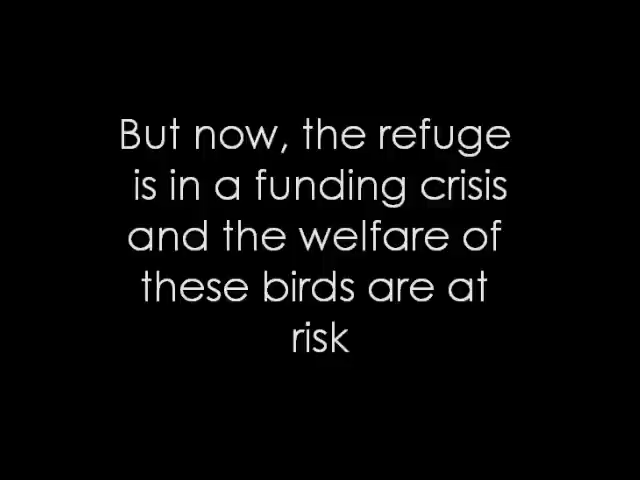 But now, the refuge
is in a funding crisis
and the welfare of
these birds are at
risk